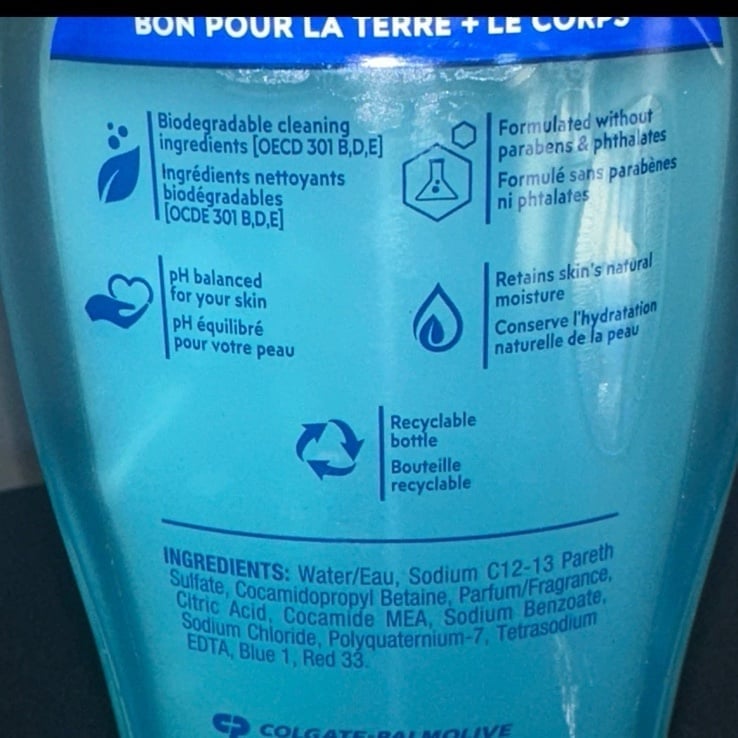 BON POUR LA TERRE + LE CORPS
Biodegradable cleaning
ingredients [OECD 301 B,D,E]
Ingrédients nettoyants
biodégradables
[OCDE 301 B,D,E]
Formulated without
parabens & phthalates
Formulé sans parabènes
ni phtalates
pH balanced
for your skin
pH équilibré
pour votre peau
Retains skin's natural
moisture
Conserve l'hydratation
naturelle de la peau
Recyclable
bottle
Bouteille
recyclable
INGREDIENTS: Water/Eau, Sodium C12-13 Pareth
Sulfate, Cocamidopropyl Betaine, Parfum/Fragrance,
Citric Acid, Cocamide MEA, Sodium Benzoate,
Sodium Chloride, Polyquaternium-7, Tetrasodium
EDTA, Blue 1, Red 33.
CP COLGATE-PALMOLIVE